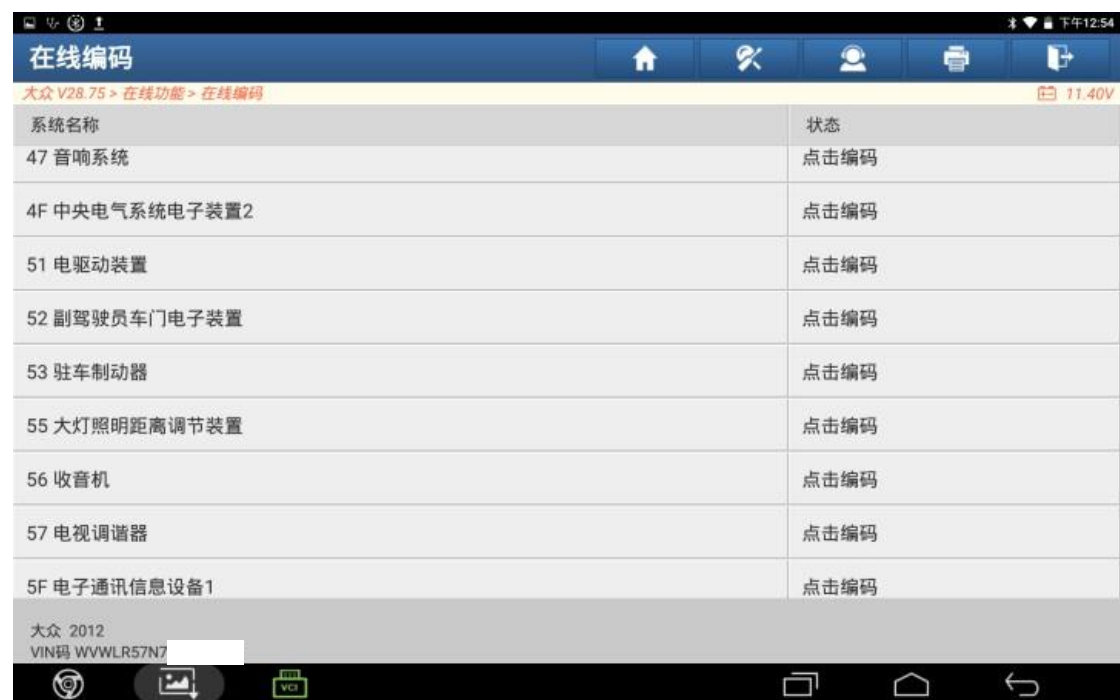 下午12:54
在线编码
大众 V28.75 > 在线功能 > 在线编码
11.40V
系统名称 状态
47 音响系统 点击编码
4F 中央电气系统电子装置2 点击编码
51 电驱动装置 点击编码
52 副驾驶员车门电子装置 点击编码
53 驻车制动器 点击编码
55 大灯照明距离调节装置 点击编码
56 收音机 点击编码
57 电视调谐器 点击编码
5F 电子通讯信息设备1 点击编码
大众 2012
VIN码 WVWLR57N7
VCI